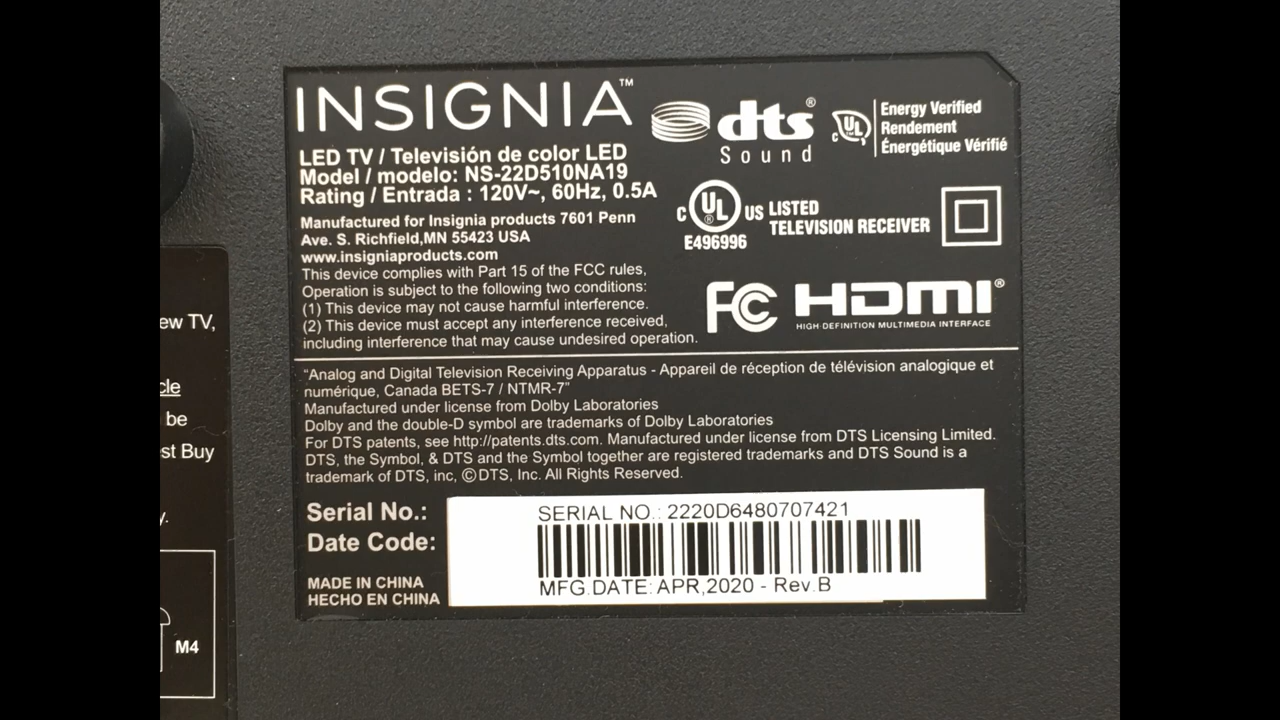 INSIGNIA™
dts®
Sound
Energy Verified
Rendement
Énergétique Vérifié
LED TV / Televisión de color LED
Model / modelo: NS-22D510NA19
Rating / Entrada : 120V~, 60Hz, 0.5A
C UL® US LISTED
TELEVISION RECEIVER
E496996
Manufactured for Insignia products 7601 Penn
Ave. S. Richfield,MN 55423 USA
www.insigniaproducts.com
This device complies with Part 15 of the FCC rules,
Operation is subject to the following two conditions:
(1) This device may not cause harmful interference.
(2) This device must accept any interference received,
including interference that may cause undesired operation.
FC HDMI®
HIGH-DEFINITION MULTIMEDIA INTERFACE
“Analog and Digital Television Receiving Apparatus - Appareil de réception de télévision analogique et
numérique, Canada BETS-7 / NTMR-7”
Manufactured under license from Dolby Laboratories
Dolby and the double-D symbol are trademarks of Dolby Laboratories
For DTS patents, see http://patents.dts.com. Manufactured under license from DTS Licensing Limited.
DTS, the Symbol, & DTS and the Symbol together are registered trademarks and DTS Sound is a
trademark of DTS, inc, ©DTS, Inc. All Rights Reserved.
Serial No.:
Date Code:
SERIAL NO.: 2220D6480707421
MFG.DATE: APR,2020 - Rev.B
MADE IN CHINA
HECHO EN CHINA
ew TV,
cle
be
st Buy
y.
M4